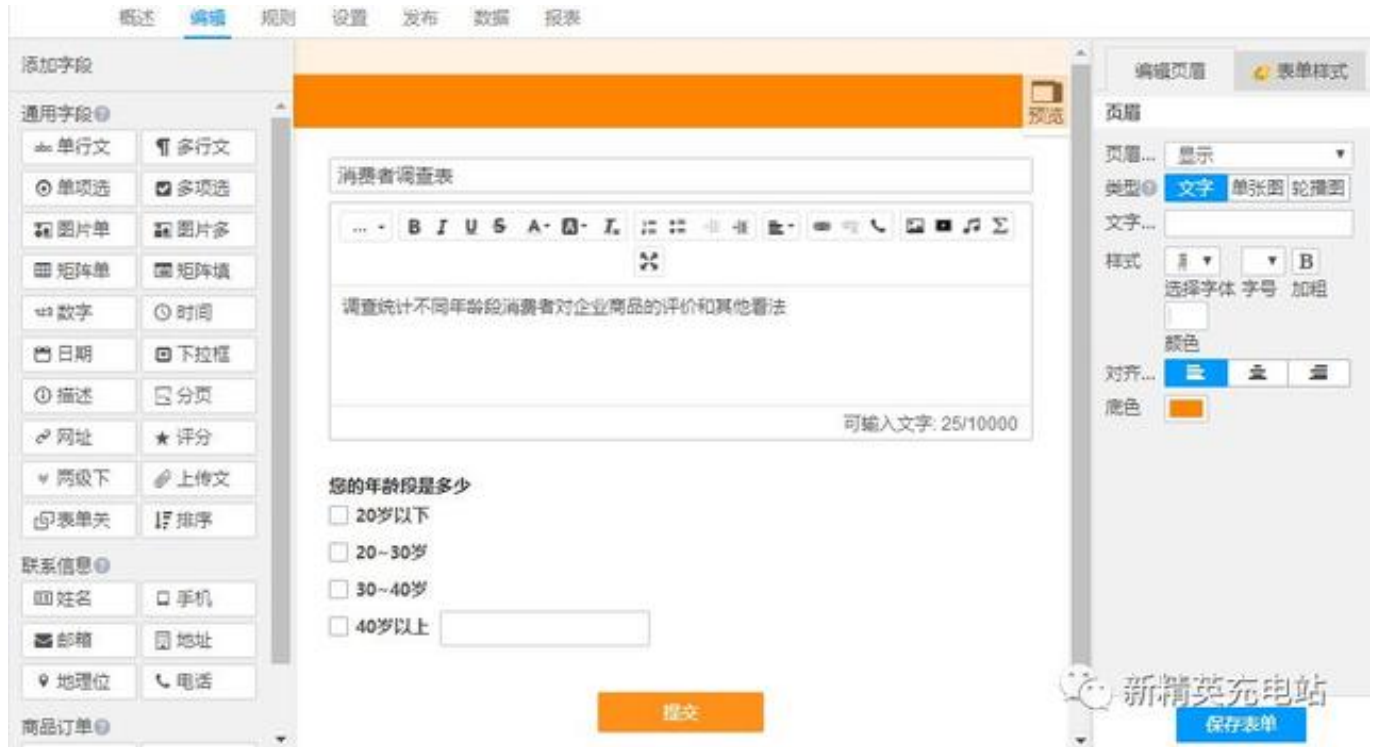 概述 编辑 规则 设置 发布 数据 报表
添加字段
通用字段
abc 单行文 多行文
单项选 多项选
图片单 图片多
矩阵单 矩阵填
123 数字 时间
日期 下拉框
描述 分页
网址 评分
两级下 上传文
表单关 排序
联系信息
姓名 手机
邮箱 地址
地理位 电话
商品订单
预览
消费者调查表
... B I U S A A Tx Σ
调查统计不同年龄段消费者对企业商品的评价和其他看法
可输入文字: 25/10000
您的年龄段是多少
20岁以下
20~30岁
30~40岁
40岁以上
提交
编辑页眉 表单样式
页眉
页眉... 显示
类型 文字 单张图 轮播图
文字...
样式 B
选择字体 字号 加粗
颜色
对齐...
底色
新精英充电站
保存表单